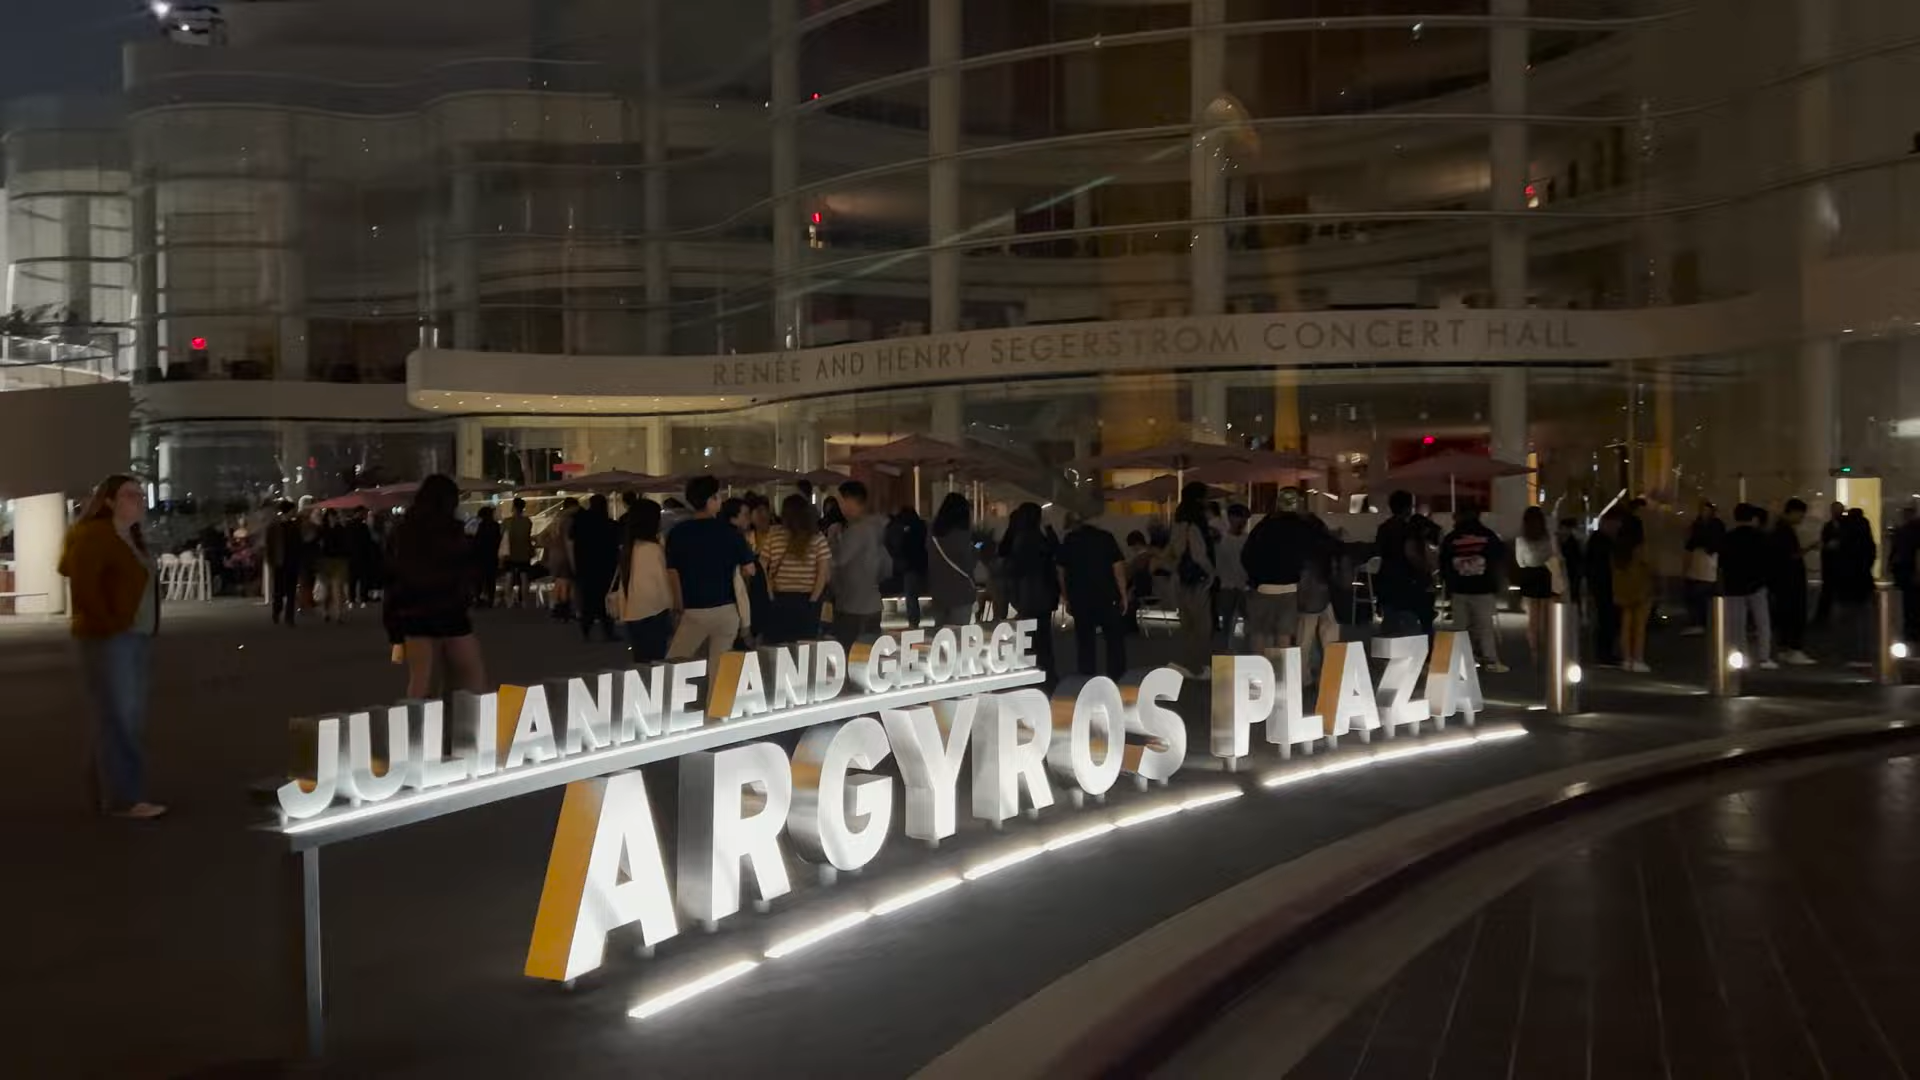 RENÉE AND HENRY SEGERSTROM CONCERT HALL
JULIANNE AND GEORGE
ARGYROS PLAZA